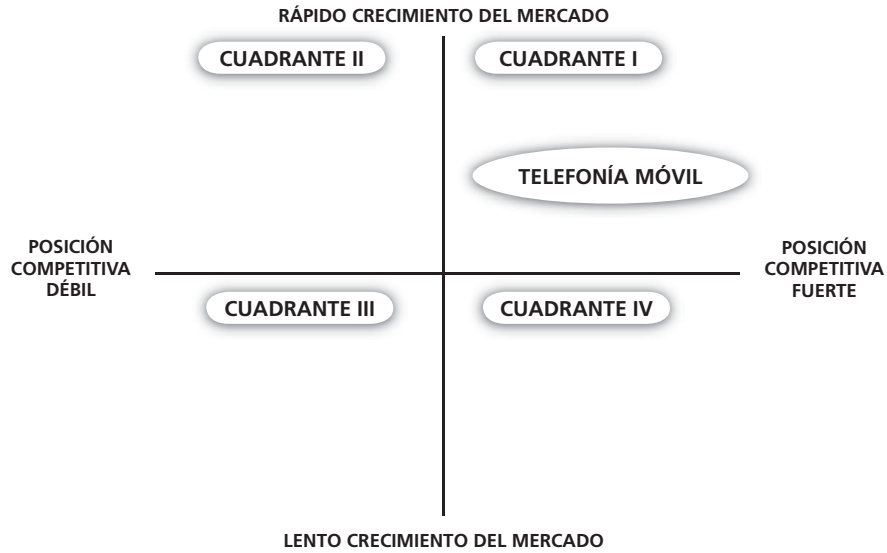 RÁPIDO CRECIMIENTO DEL MERCADO
CUADRANTE II
CUADRANTE I
TELEFONÍA MÓVIL
POSICIÓN
COMPETITIVA
DÉBIL
POSICIÓN
COMPETITIVA
FUERTE
CUADRANTE III
CUADRANTE IV
LENTO CRECIMIENTO DEL MERCADO